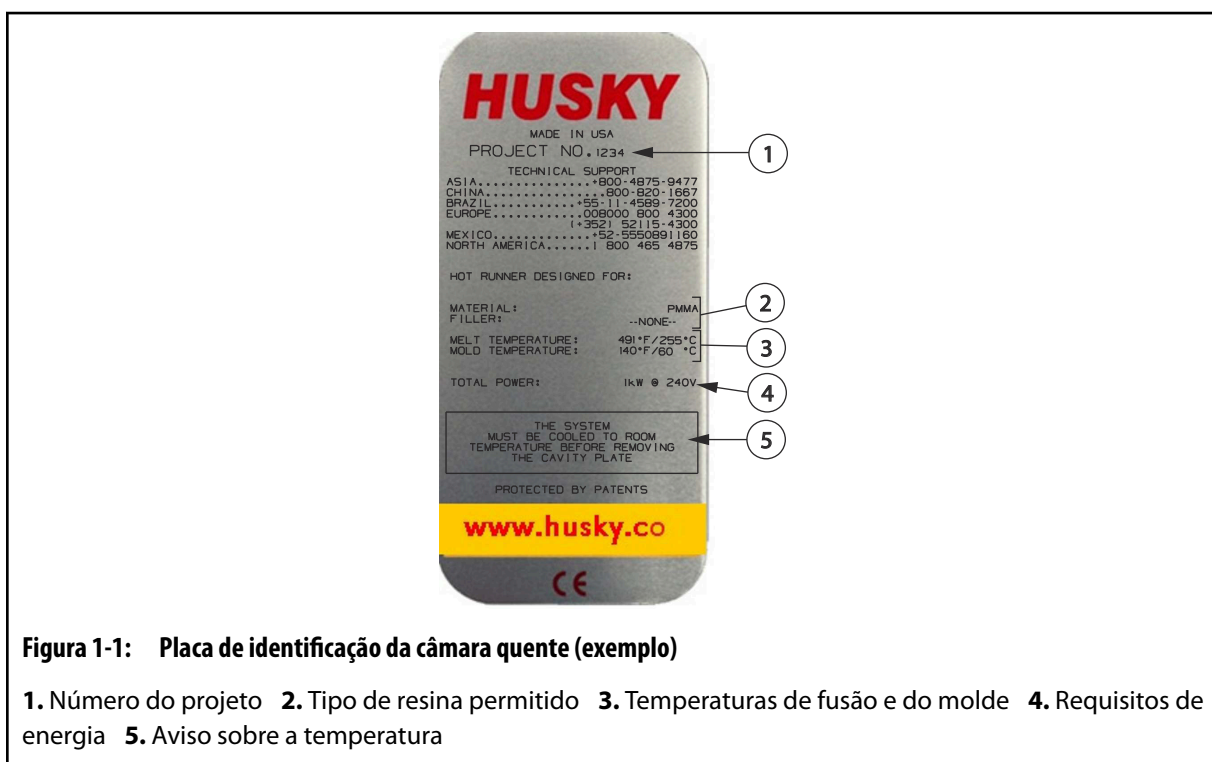 HUSKY
MADE IN USA
PROJECT NO. 1234
1
TECHNICAL SUPPORT
ASIA...............+800-4875-9477
CHINA................800-820-1667
BRAZIL...........+55-11-4589-7200
EUROPE...........008000 800 4300
(+352) 52115-4300
MEXICO............+52-5550891160
NORTH AMERICA......1 800 465 4875
HOT RUNNER DESIGNED FOR:
MATERIAL: PMMA
FILLER: --NONE--
2
MELT TEMPERATURE: 491°F/255°C
MOLD TEMPERATURE: 140°F/60 °C
3
TOTAL POWER: 1kW @ 240V
4
THE SYSTEM
MUST BE COOLED TO ROOM
TEMPERATURE BEFORE REMOVING
THE CAVITY PLATE
5
PROTECTED BY PATENTS
www.husky.co
CE
Figura 1-1: Placa de identificação da câmara quente (exemplo)
1. Número do projeto 2. Tipo de resina permitido 3. Temperaturas de fusão e do molde 4. Requisitos de
energia 5. Aviso sobre a temperatura